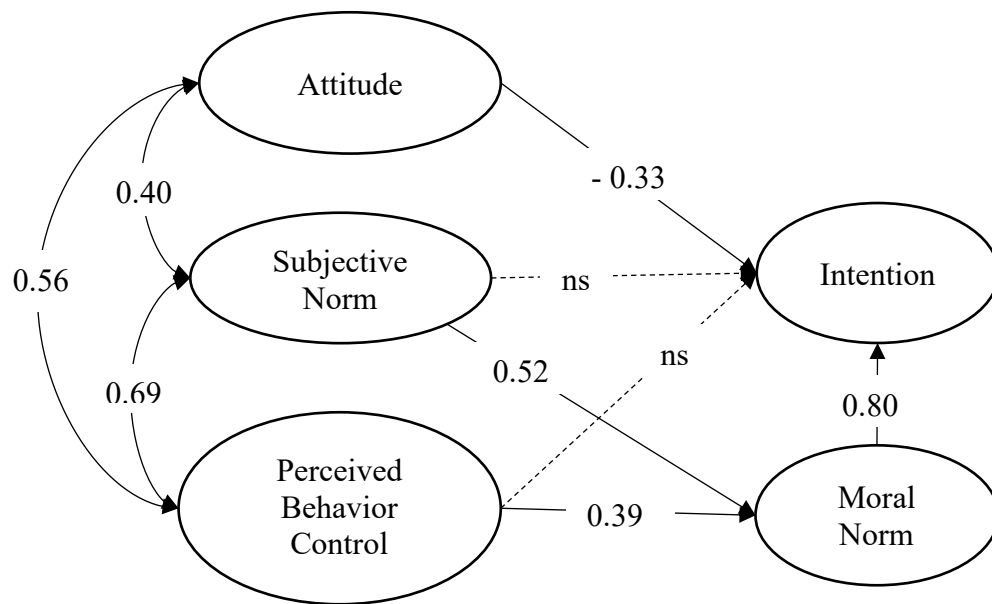 Attitude
- 0.33
0.40
Subjective
Norm
ns
Intention
0.56
ns
0.52
0.69
0.80
Perceived
Behavior
Control
0.39
Moral
Norm